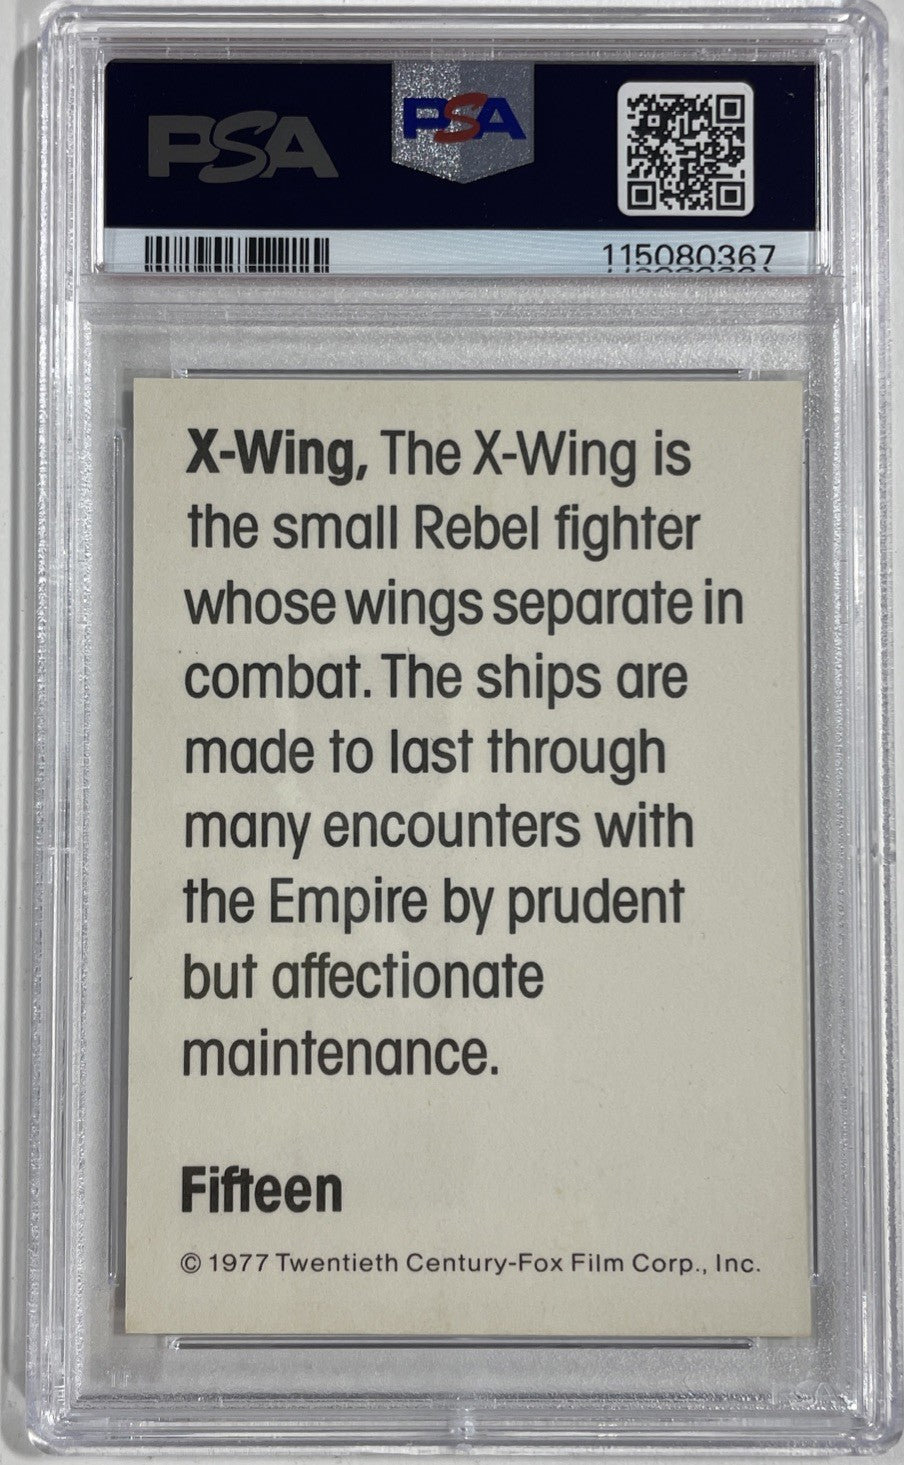 PSA
PSA
115080367
X-Wing, The X-Wing is
the small Rebel fighter
whose wings separate in
combat. The ships are
made to last through
many encounters with
the Empire by prudent
but affectionate
maintenance.
Fifteen
© 1977 Twentieth Century-Fox Film Corp., Inc.